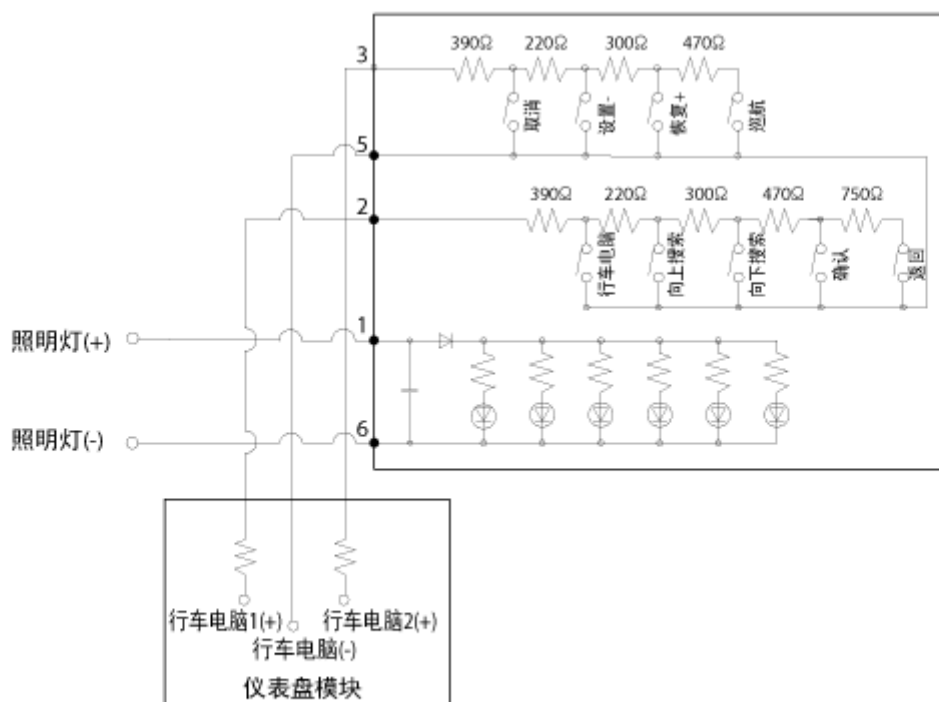 390Ω 220Ω 300Ω 470Ω
3
取消 设置- 恢复+ 巡航
5
390Ω 220Ω 300Ω 470Ω 750Ω
2
行车电脑 向上搜索 向下搜索 确认 返回
照明灯(+) 1
照明灯(-) 6
行车电脑1(+) 行车电脑2(+)
行车电脑(-)
仪表盘模块